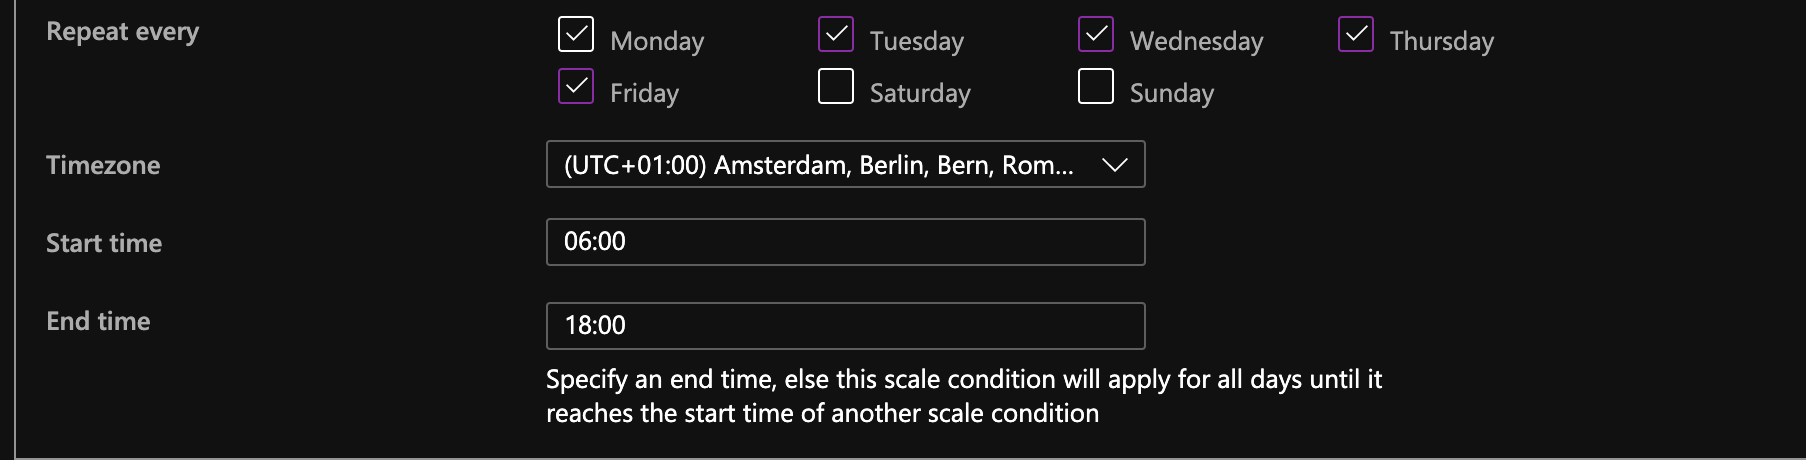 Repeat every
Monday Tuesday Wednesday Thursday
Friday Saturday Sunday
Timezone
(UTC+01:00) Amsterdam, Berlin, Bern, Rom...
Start time
06:00
End time
18:00
Specify an end time, else this scale condition will apply for all days until it
reaches the start time of another scale condition